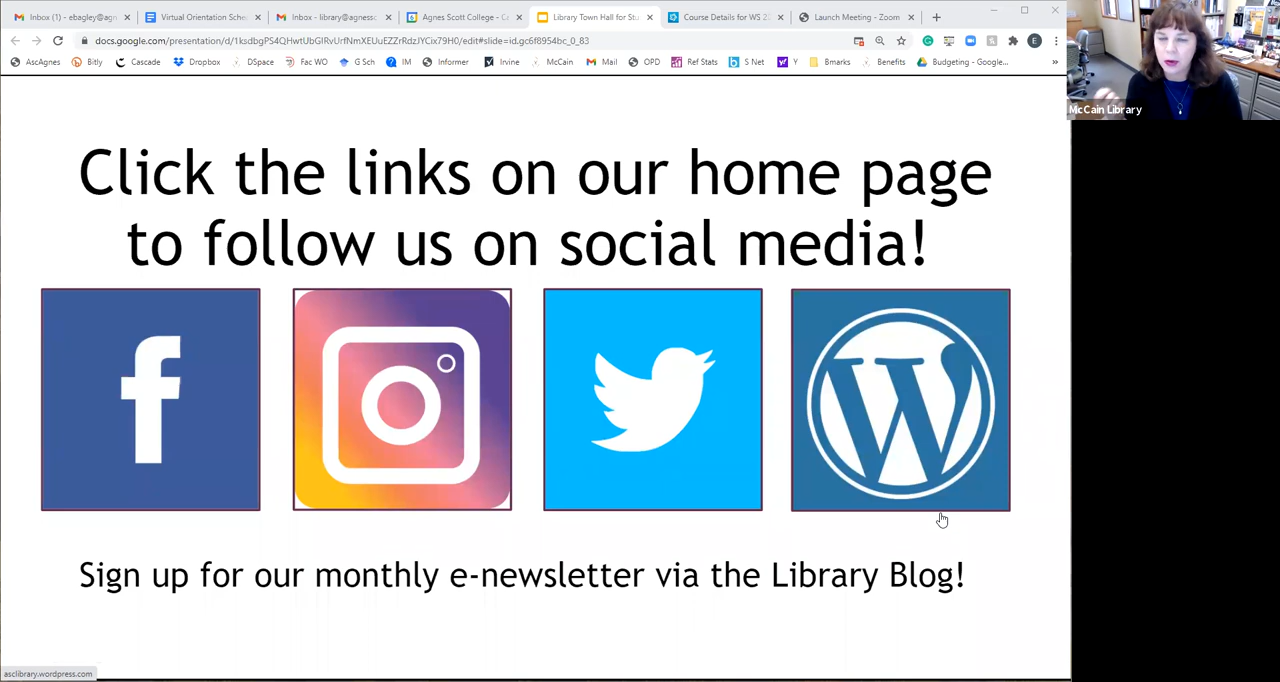 Inbox (1) - ebagley@agn
Virtual Orientation Sche
Inbox - library@agnessc
Agnes Scott College - Ca
Library Town Hall for Stu
Course Details for WS 2
Launch Meeting - Zoom
docs.google.com/presentation/d/1ksdbgPS4QHwtUbGIRvUrfNmXEUuEZZrRdzJYCix79H0/edit#slide=id.gc6f8954bc_0_83
E
AscAgnes
Bitly
Cascade
Dropbox
DSpace
Fac WO
G Sch
IM
Informer
Irvine
McCain
Mail
OPD
Ref Stats
S Net
Y
Bmarks
Benefits
Budgeting - Google...
McCain Library
Click the links on our home page
to follow us on social media!
Sign up for our monthly e-newsletter via the Library Blog!
asclibrary.wordpress.com